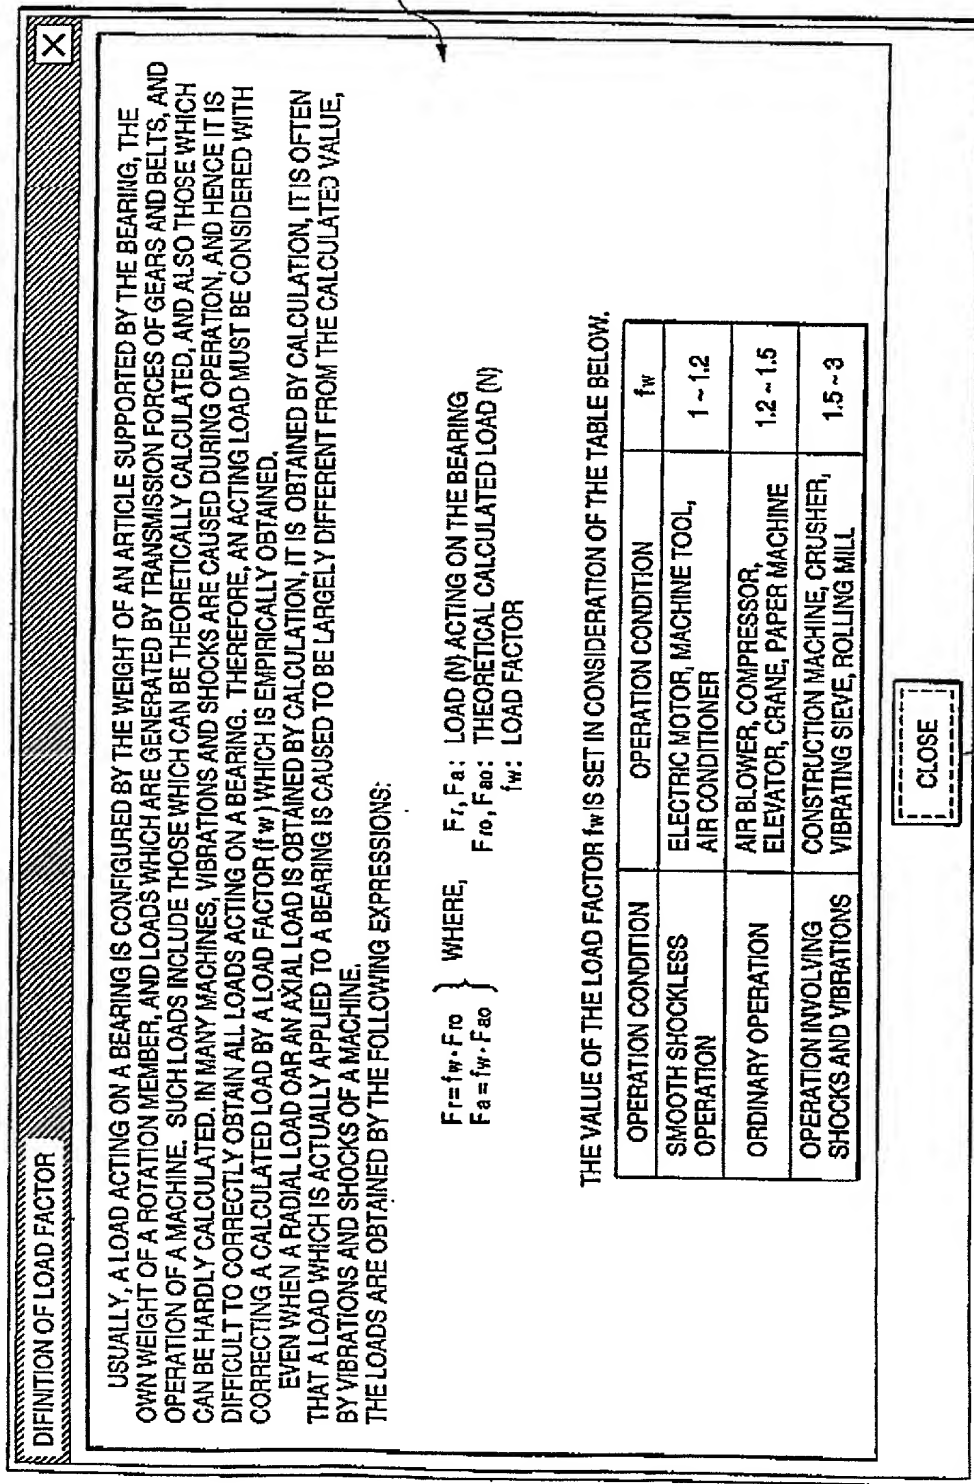 DIFINITION OF LOAD FACTOR
USUALLY, A LOAD ACTING ON A BEARING IS CONFIGURED BY THE WEIGHT OF AN ARTICLE SUPPORTED BY THE BEARING, THE
OWN WEIGHT OF A ROTATION MEMBER, AND LOADS WHICH ARE GENERATED BY TRANSMISSION FORCES OF GEARS AND BELTS, AND
OPERATION OF A MACHINE. SUCH LOADS INCLUDE THOSE WHICH CAN BE THEORETICALLY CALCULATED, AND ALSO THOSE WHICH
CAN BE HARDLY CALCULATED. IN MANY MACHINES, VIBRATIONS AND SHOCKS ARE CAUSED DURING OPERATION, AND HENCE IT IS
DIFFICULT TO CORRECTLY OBTAIN ALL LOADS ACTING ON A BEARING. THEREFORE, AN ACTING LOAD MUST BE CONSIDERED WITH
CORRECTING A CALCULATED LOAD BY A LOAD FACTOR (fw) WHICH IS EMPIRICALLY OBTAINED.
EVEN WHEN A RADIAL LOAD OAR AN AXIAL LOAD IS OBTAINED BY CALCULATION, IT IS OBTAINED BY CALCULATION, IT IS OFTEN
THAT A LOAD WHICH IS ACTUALLY APPLIED TO A BEARING IS CAUSED TO BE LARGELY DIFFERENT FROM THE CALCULATED VALUE,
BY VIBRATIONS AND SHOCKS OF A MACHINE.
THE LOADS ARE OBTAINED BY THE FOLLOWING EXPRESSIONS:
Fr=fw·Fro
Fa=fw·Fao
} WHERE,
Fr, Fa: LOAD (N) ACTING ON THE BEARING
Fro, Fao: THEORETICAL CALCULATED LOAD (N)
fw: LOAD FACTOR
THE VALUE OF THE LOAD FACTOR fw IS SET IN CONSIDERATION OF THE TABLE BELOW.
OPERATION CONDITION OPERATION CONDITION fw
SMOOTH SHOCKLESS
OPERATION
ELECTRIC MOTOR, MACHINE TOOL,
AIR CONDITIONER
1~1.2
ORDINARY OPERATION
AIR BLOWER, COMPRESSOR,
ELEVATOR, CRANE, PAPER MACHINE
1.2~1.5
OPERATION INVOLVING
SHOCKS AND VIBRATIONS
CONSTRUCTION MACHINE, CRUSHER,
VIBRATING SIEVE, ROLLING MILL
1.5~3
CLOSE